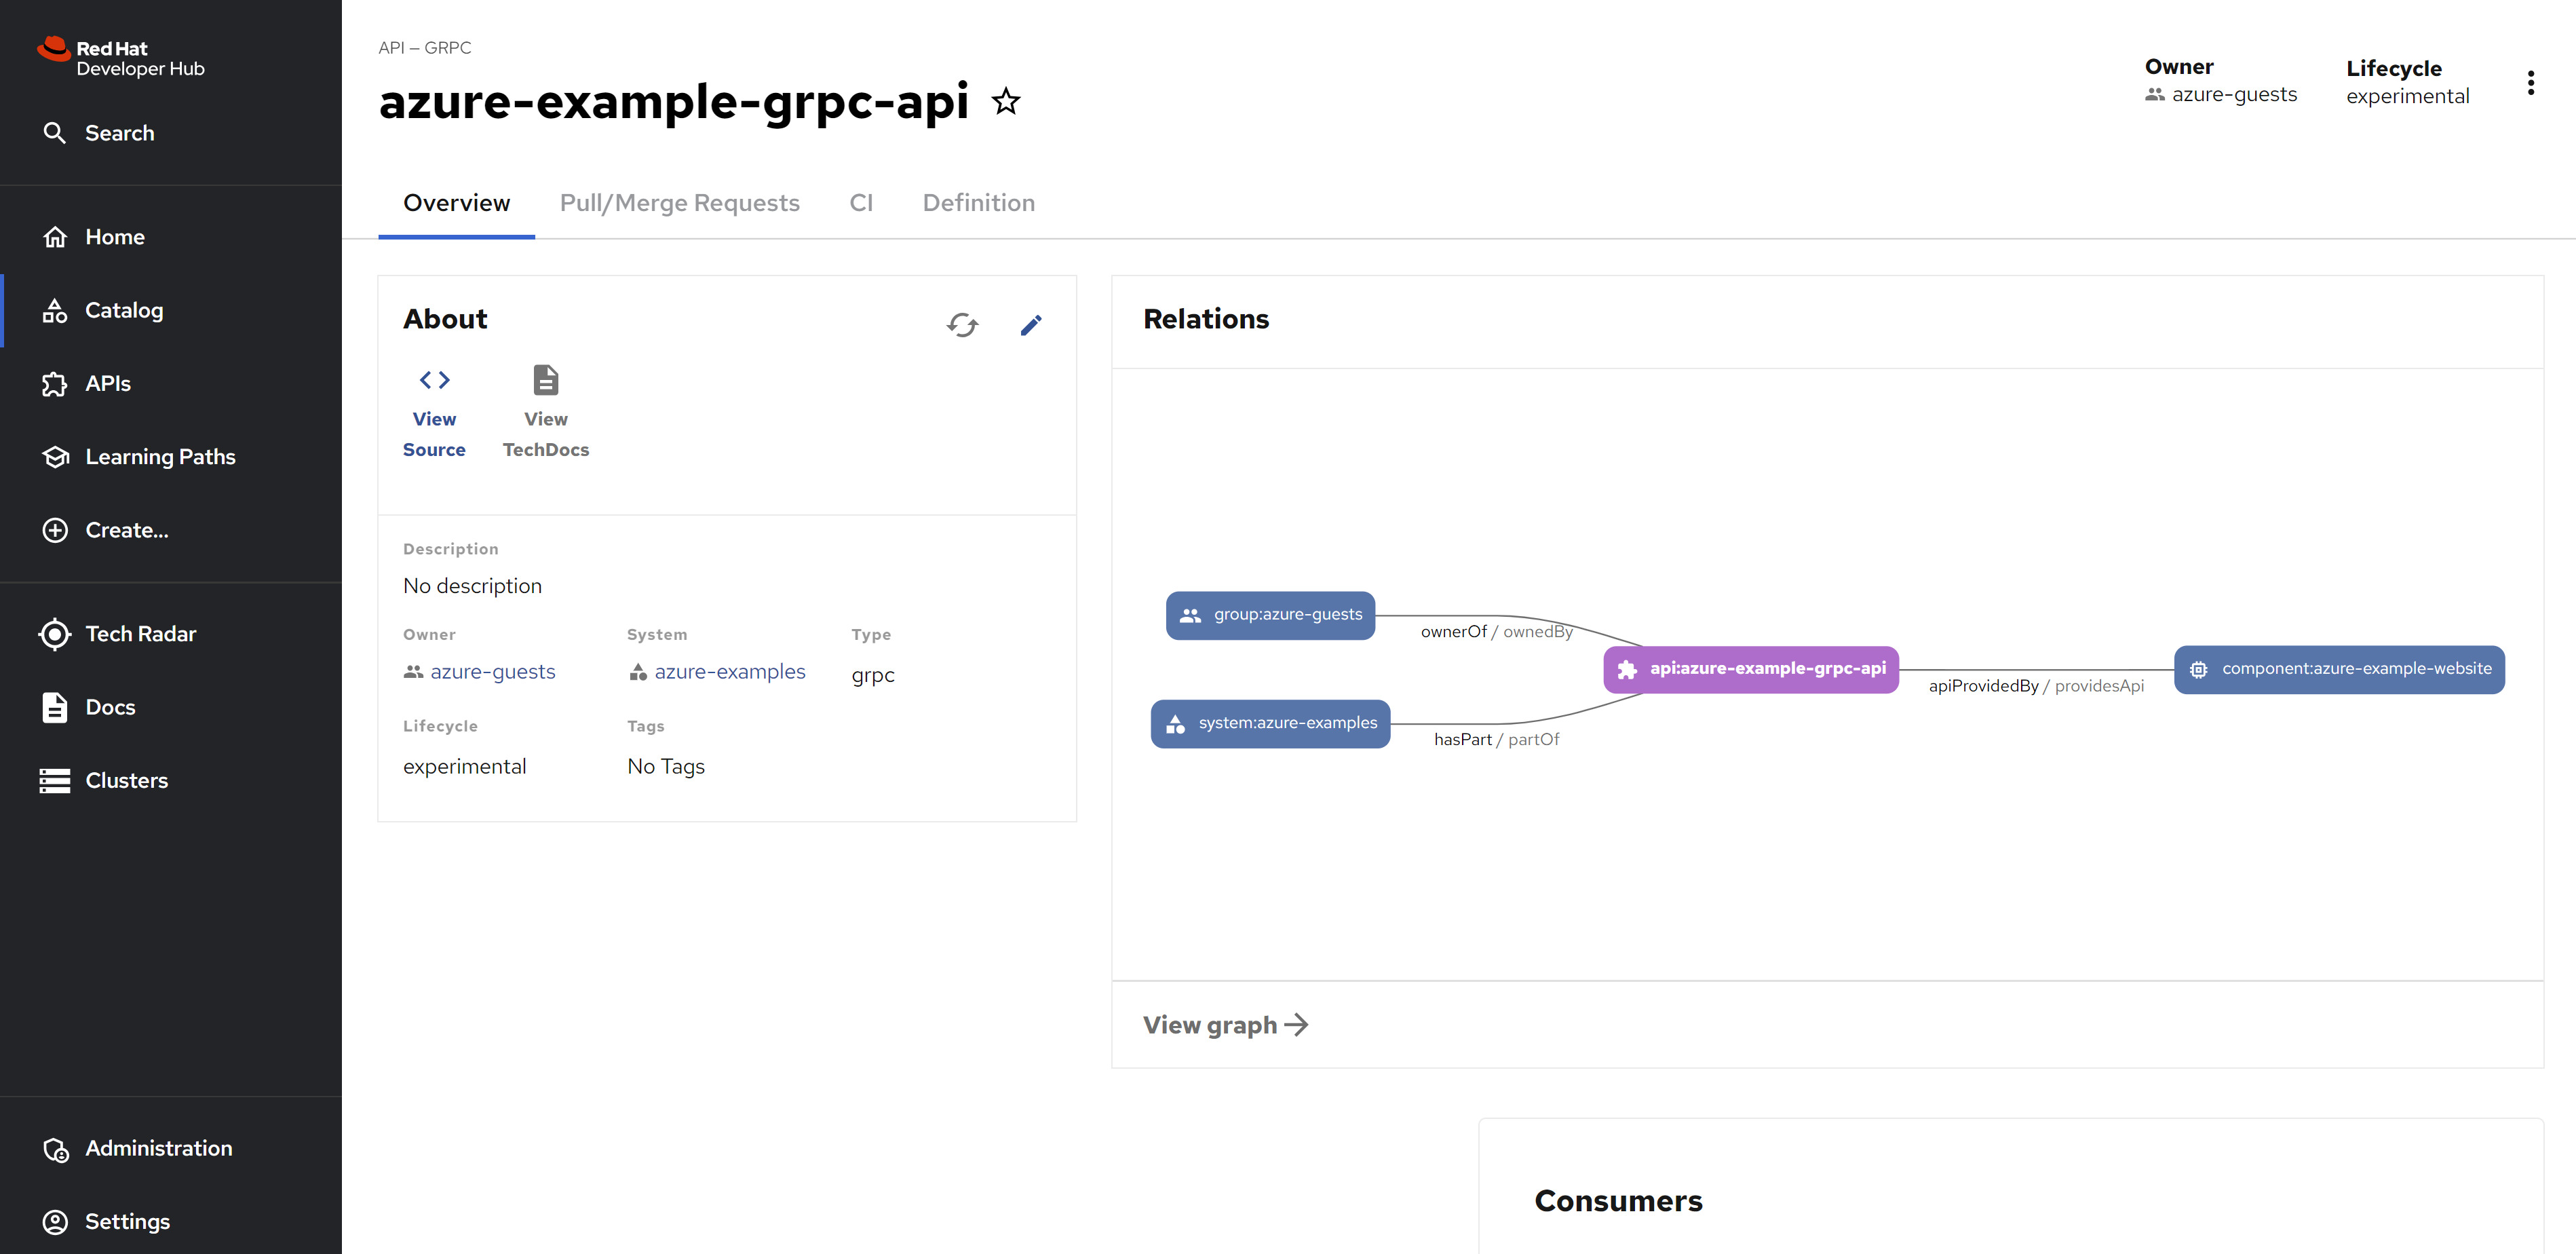 Red Hat
Developer Hub
Search
Home
Catalog
APIs
Learning Paths
Create...
Tech Radar
Docs
Clusters
Administration
Settings
API — GRPC
azure-example-grpc-api
Owner
azure-guests
Lifecycle
experimental
Overview
Pull/Merge Requests
CI
Definition
About
View
Source
View
TechDocs
Description
No description
Owner
System
Type
azure-guests
azure-examples
grpc
Lifecycle
Tags
experimental
No Tags
Relations
group:azure-guests
ownerOf / ownedBy
api:azure-example-grpc-api
component:azure-example-website
apiProvidedBy / providesApi
system:azure-examples
hasPart / partOf
View graph
Consumers